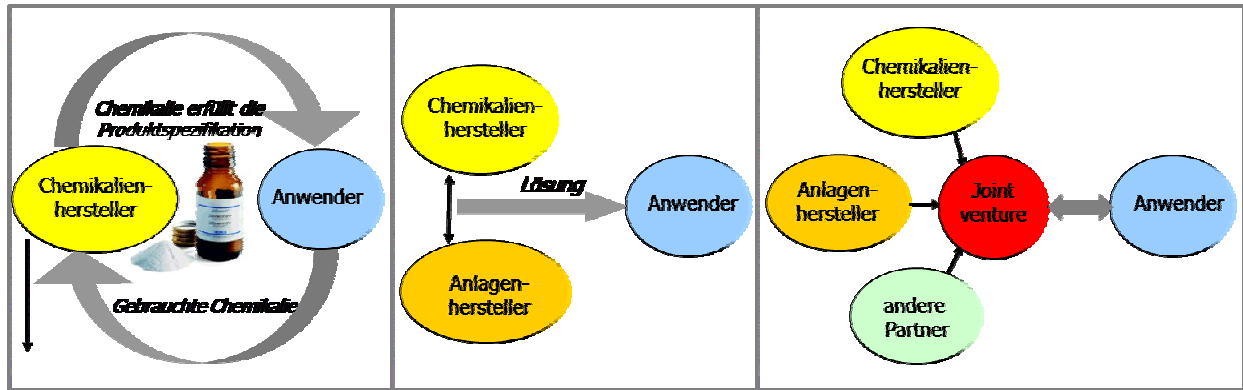 Chemikalie erfüllt die
Produktspezifikation
Chemikalien-
hersteller
Anwender
Gebrauchte Chemikalie
Chemikalien-
hersteller
Lösung
Anwender
Anlagen-
hersteller
Chemikalien-
hersteller
Anlagen-
hersteller
Joint
venture
Anwender
andere
Partner